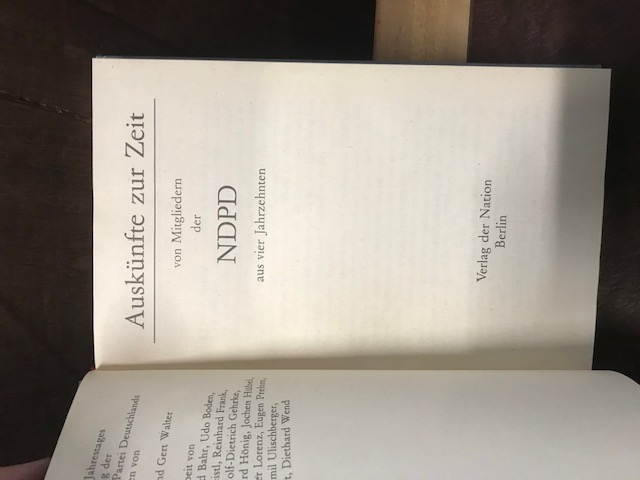 Jahrestages
g der
Partei Deutschlands
en von
nd Gert Walter
beit von
d Bahr, Udo Boden,
istl, Reinhard Frank,
olf-Dietrich Gehrke,
rd Hönig, Jochen Hübel,
er Lorenz, Eugen Prehn,
mil Ulischberger,
t, Diethard Wend
Auskünfte zur Zeit
von Mitgliedern
der
NDPD
aus vier Jahrzehnten
Verlag der Nation
Berlin